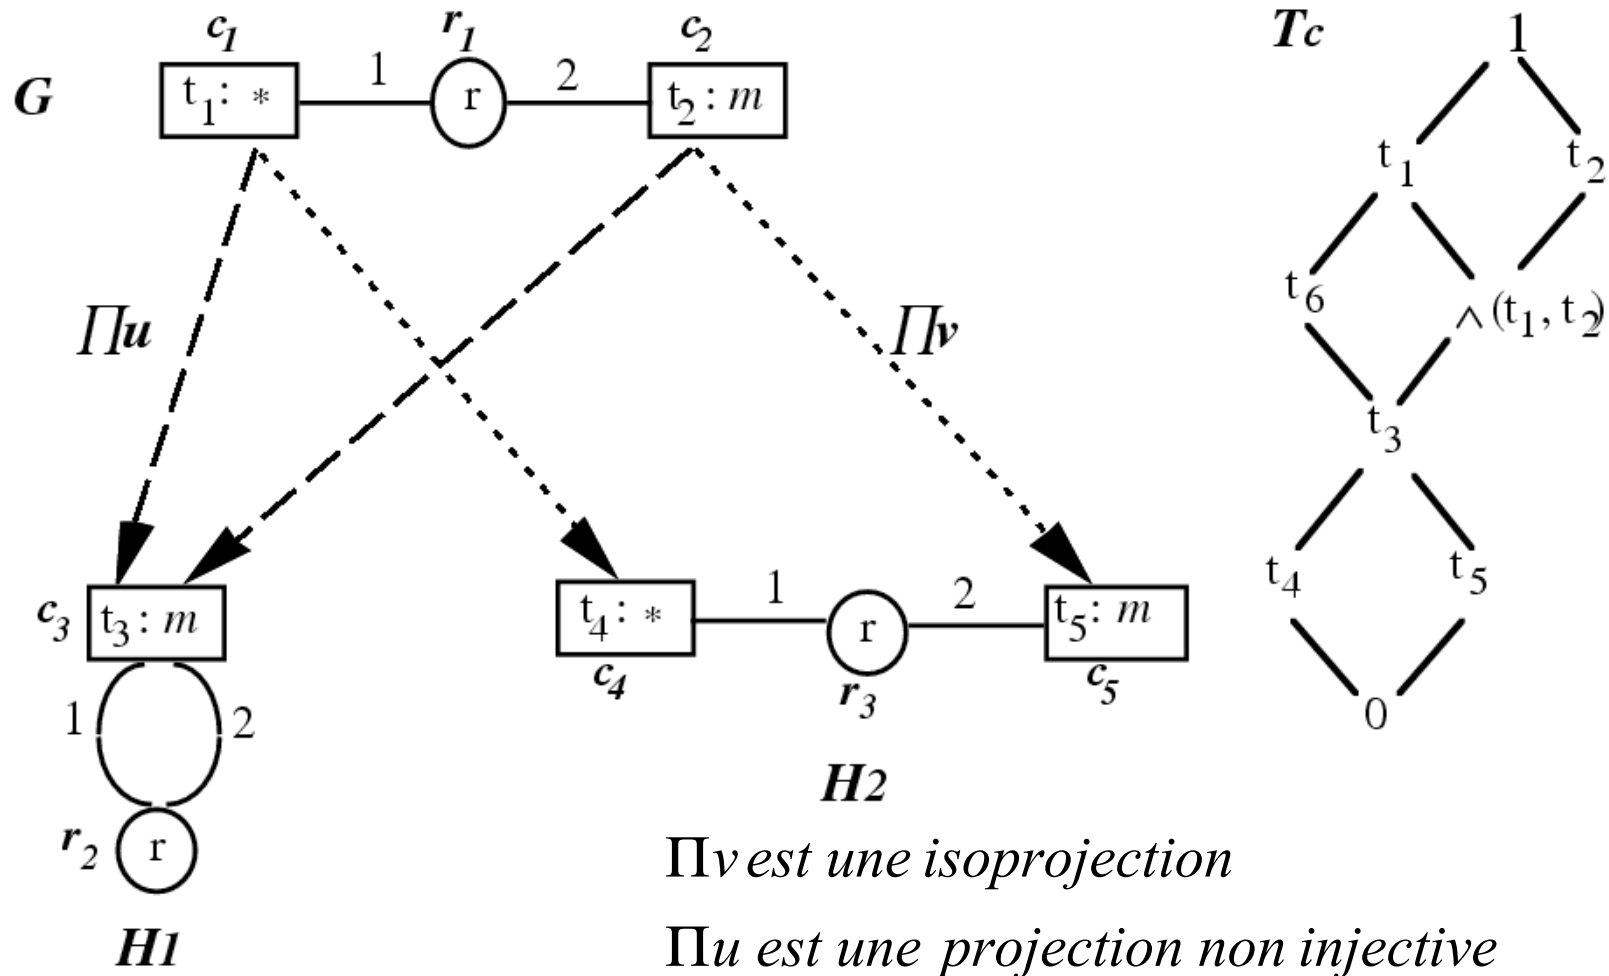 c1 r1 c2 Tc 1
G t1 : * 1 r 2 t2 : m
t1 t2
t6 ∧(t1, t2)
∏u ∏v
t3
t4 t5
c3 t3 : m t4 : * 1 r 2 t5 : m
c4 r3 c5
1 2 0
H2
r2 r
Πv est une isoprojection
H1
Πu est une projection non injective